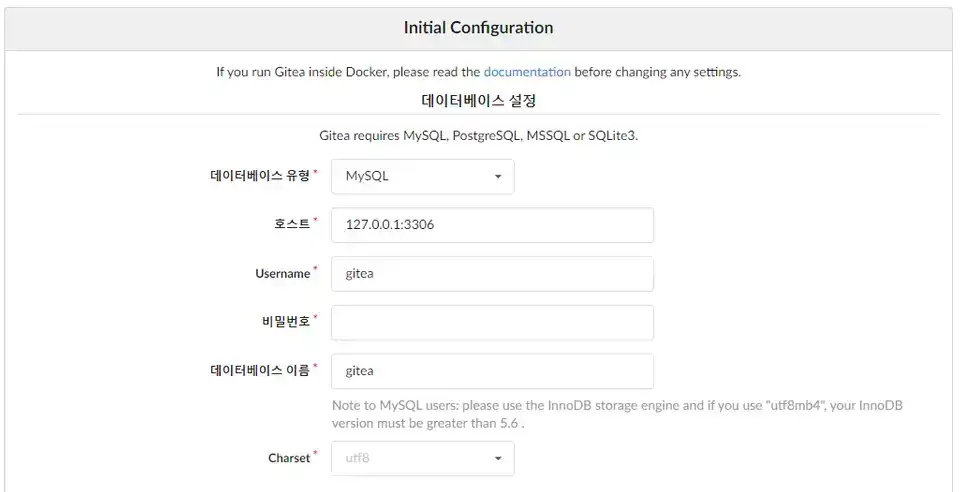 Initial Configuration
If you run Gitea inside Docker, please read the documentation before changing any settings.
데이터베이스 설정
Gitea requires MySQL, PostgreSQL, MSSQL or SQLite3.
데이터베이스 유형* MySQL
호스트* 127.0.0.1:3306
Username* gitea
비밀번호*
데이터베이스 이름* gitea
Note to MySQL users: please use the InnoDB storage engine and if you use "utf8mb4", your InnoDB
version must be greater than 5.6 .
Charset* utf8